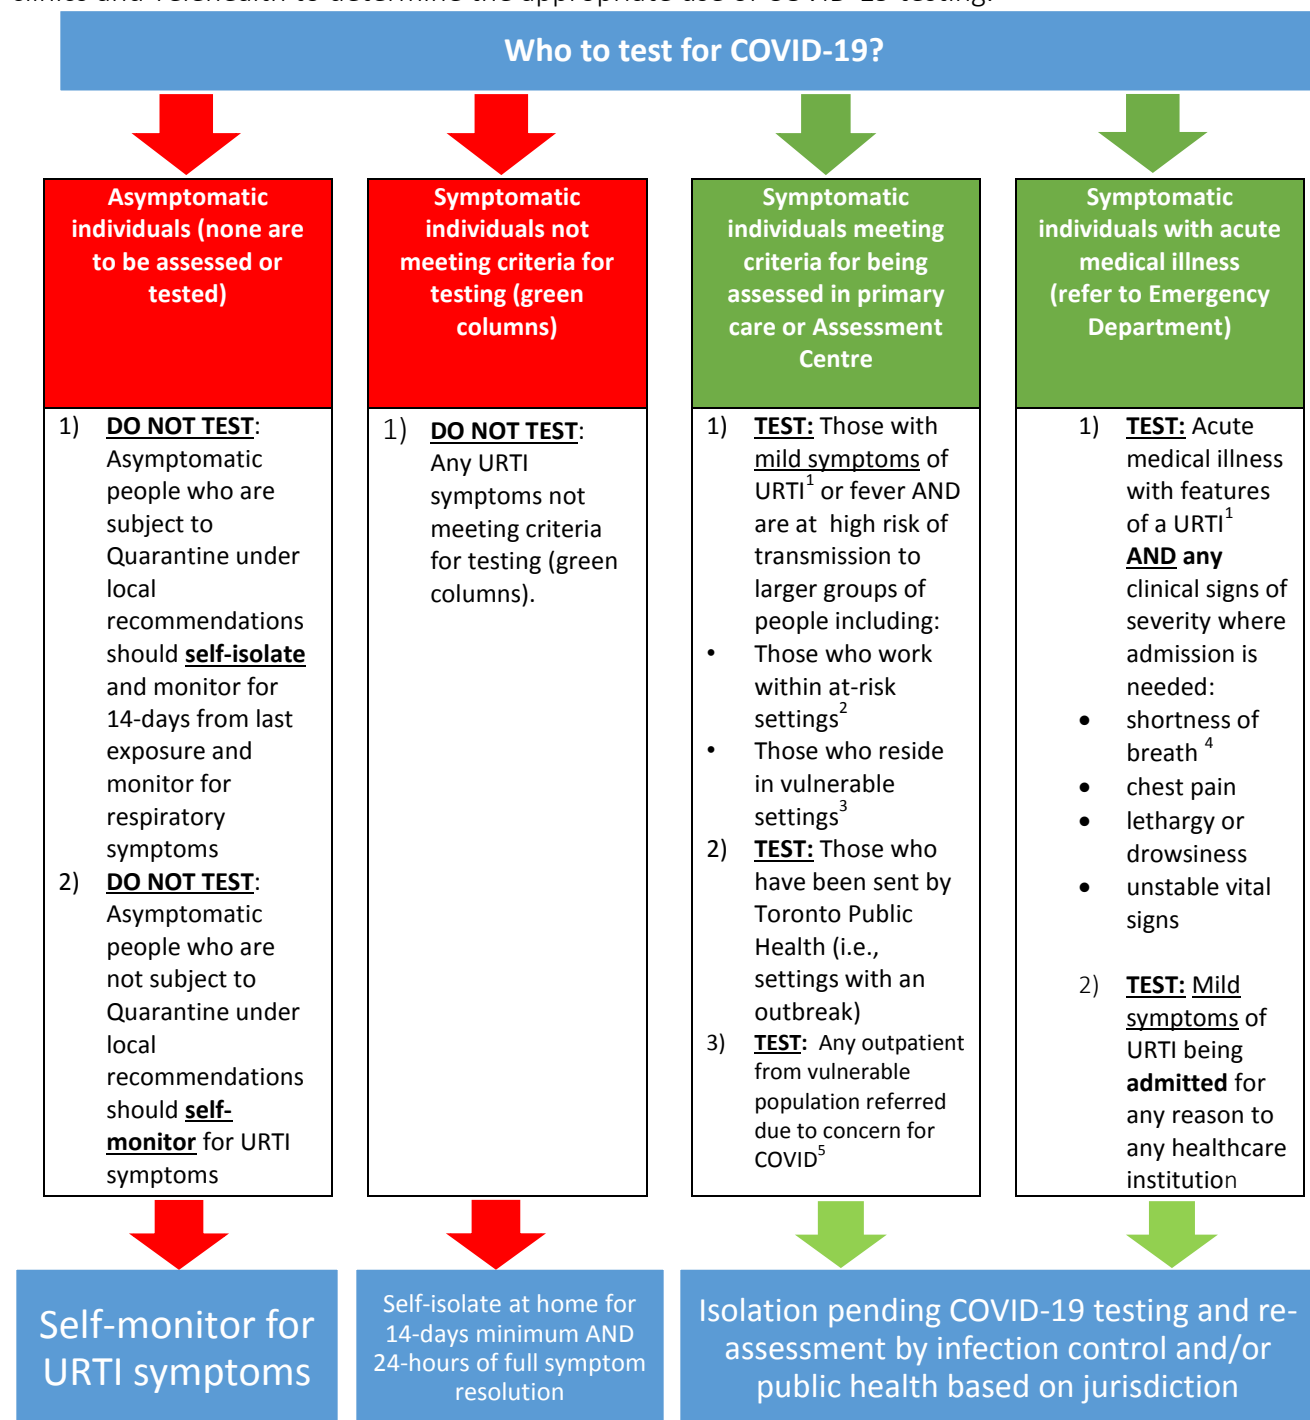 clinics and Telehealth to determine the appropriate use of COVID-19 testing.
Who to test for COVID-19?
Asymptomatic
individuals (none are
to be assessed or
tested)
1) DO NOT TEST:
Asymptomatic
people who are
subject to
Quarantine under
local
recommendations
should self-isolate
and monitor for
14-days from last
exposure and
monitor for
respiratory
symptoms
2) DO NOT TEST:
Asymptomatic
people who are
not subject to
Quarantine under
local
recommendations
should self-
monitor for URTI
symptoms
Self-monitor for
URTI symptoms
Symptomatic
individuals not
meeting criteria for
testing (green
columns)
1) DO NOT TEST:
Any URTI
symptoms not
meeting criteria
for testing (green
columns).
Self-isolate at home for
14-days minimum AND
24-hours of full symptom
resolution
Symptomatic
individuals meeting
criteria for being
assessed in primary
care or Assessment
Centre
1) TEST: Those with
mild symptoms of
URTI1 or fever AND
are at high risk of
transmission to
larger groups of
people including:
• Those who work
within at-risk
settings2
• Those who reside
in vulnerable
settings3
2) TEST: Those who
have been sent by
Toronto Public
Health (i.e.,
settings with an
outbreak)
3) TEST: Any outpatient
from vulnerable
population referred
due to concern for
COVID5
Symptomatic
individuals with acute
medical illness
(refer to Emergency
Department)
1) TEST: Acute
medical illness
with features
of a URTI1
AND any
clinical signs of
severity where
admission is
needed:
• shortness of
breath 4
• chest pain
• lethargy or
drowsiness
• unstable vital
signs
2) TEST: Mild
symptoms of
URTI being
admitted for
any reason to
any healthcare
institution
Isolation pending COVID-19 testing and re-
assessment by infection control and/or
public health based on jurisdiction